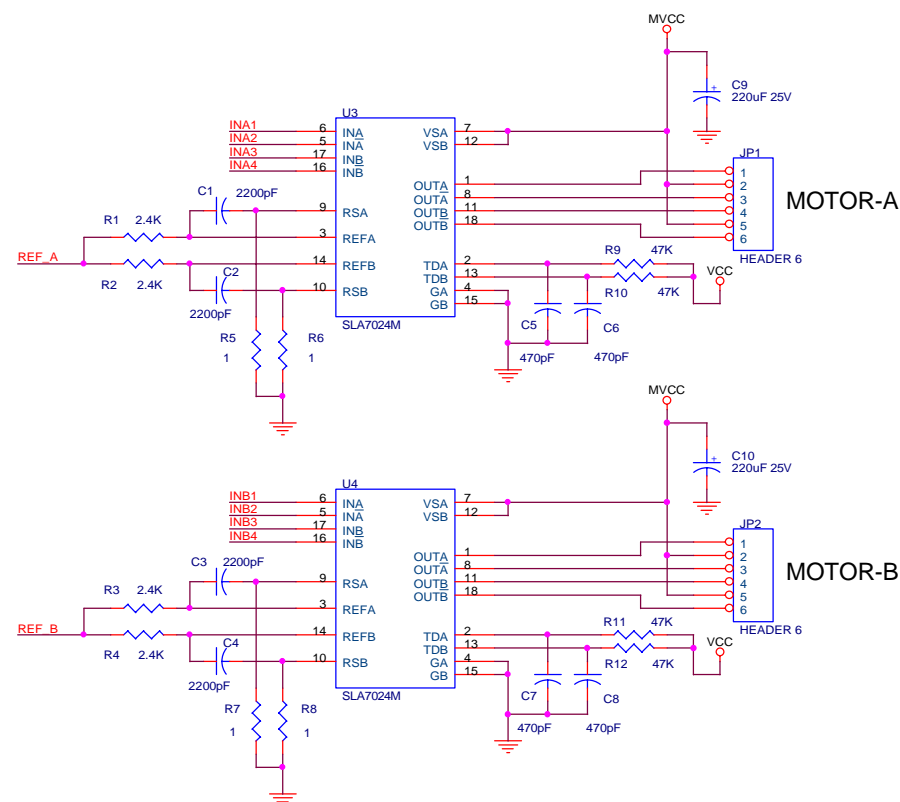 MVCC
C9
220uF 25V
U3
INA1 6 INA VSA 7
INA2 5 INA VSB 12
INA3 17 INB
INA4 16 INB
JP1
C1 2200pF
9 RSA
OUTA 1
OUTA 8
OUTB 11
OUTB 18
1
2
3
4
5
6
MOTOR-A
HEADER 6
R1 2.4K
3 REFA
REF_A
R2 2.4K
14 REFB
C2
2200pF
10 RSB
TDA 2
TDB 13
GA 4
GB 15
R9 47K
R10 47K
VCC
SLA7024M
R5 1
R6 1
C5 470pF
C6 470pF
MVCC
C10
220uF 25V
U4
INB1 6 INA VSA 7
INB2 5 INA VSB 12
INB3 17 INB
INB4 16 INB
JP2
C3 2200pF
9 RSA
OUTA 1
OUTA 8
OUTB 11
OUTB 18
1
2
3
4
5
6
MOTOR-B
HEADER 6
R3 2.4K
3 REFA
REF_B
R4 2.4K
14 REFB
C4
2200pF
10 RSB
TDA 2
TDB 13
GA 4
GB 15
R11 47K
R12 47K
VCC
SLA7024M
R7 1
R8 1
C7 470pF
C8 470pF